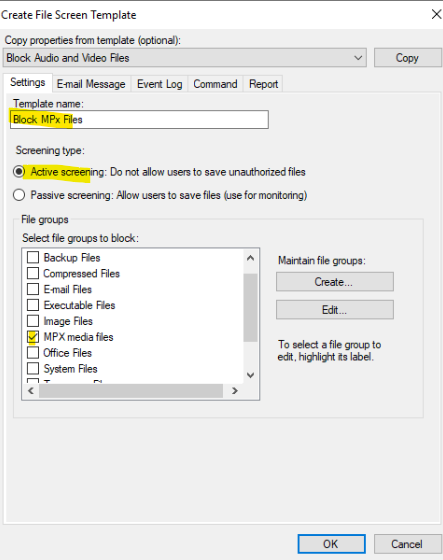 Create File Screen Template
Copy properties from template (optional):
Block Audio and Video Files
Copy
Settings E-mail Message Event Log Command Report
Template name:
Block MPx Files
Screening type:
Active screening: Do not allow users to save unauthorized files
Passive screening: Allow users to save files (use for monitoring)
File groups
Select file groups to block:
Backup Files
Compressed Files
E-mail Files
Executable Files
Image Files
MPX media files
Office Files
System Files
Maintain file groups:
Create...
Edit...
To select a file group to
edit, highlight its label.
OK Cancel